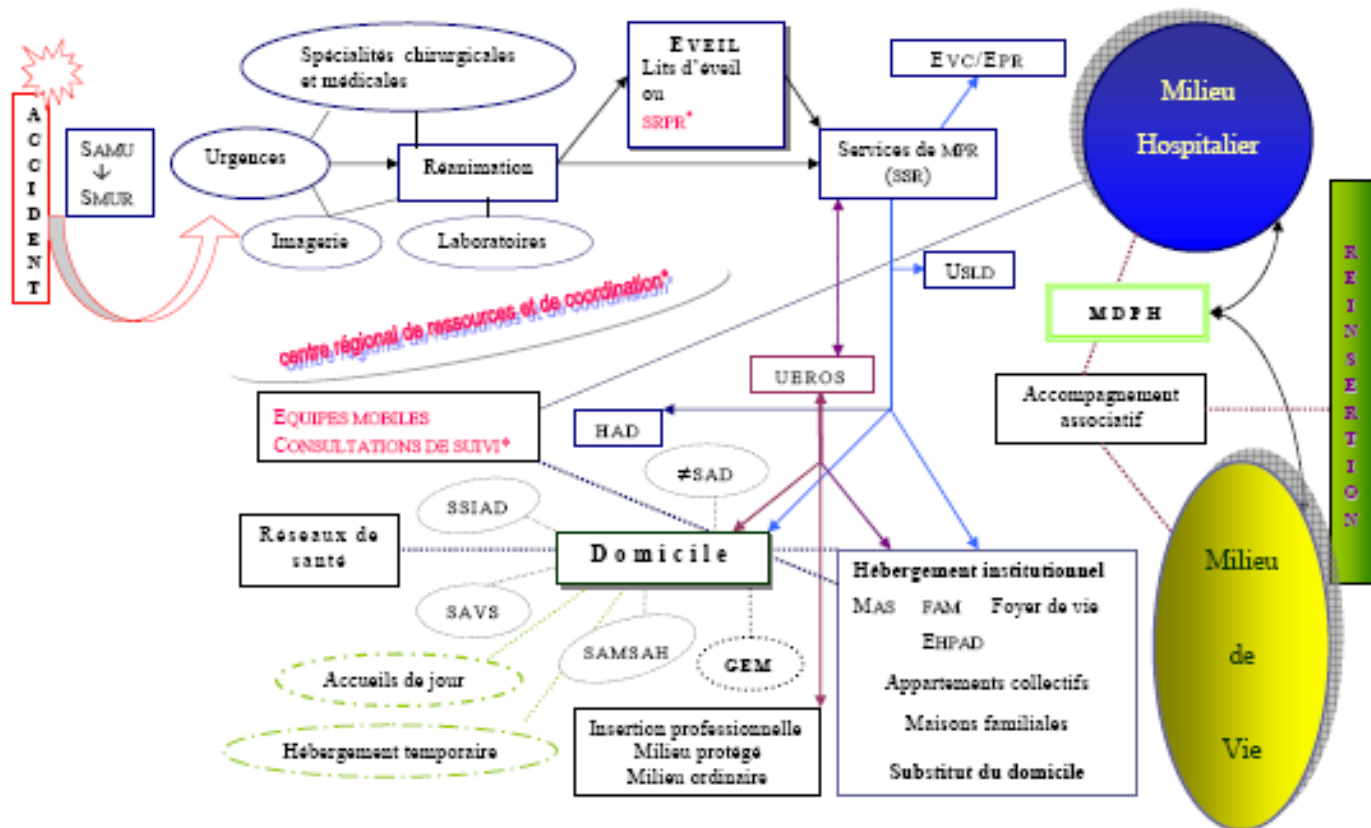 ACCIDENT
SAMU
↓
SMUR
Spécialités chirurgicales
et médicales
Urgences
Réanimation
Imagerie
Laboratoires
EVEIL
Lits d'éveil
ou
SRPR*
EVC/EPR
Services de MPR
(SSR)
USLD
Milieu
Hospitalier
MDPH
Accompagnement
associatif
REINSERTION
centre régional de ressources et de coordination*
EQUIPES MOBILES
CONSULTATIONS DE SUIVI*
UEROS
HAD
≠SAD
SSIAD
Réseaux de
santé
Domicile
SAVS
SAMSAH
GEM
Accueils de jour
Hébergement temporaire
Insertion professionnelle
Milieu protégé
Milieu ordinaire
Hébergement institutionnel
MAS FAM Foyer de vie
EHPAD
Appartements collectifs
Maisons familiales
Substitut du domicile
Milieu
de
Vie